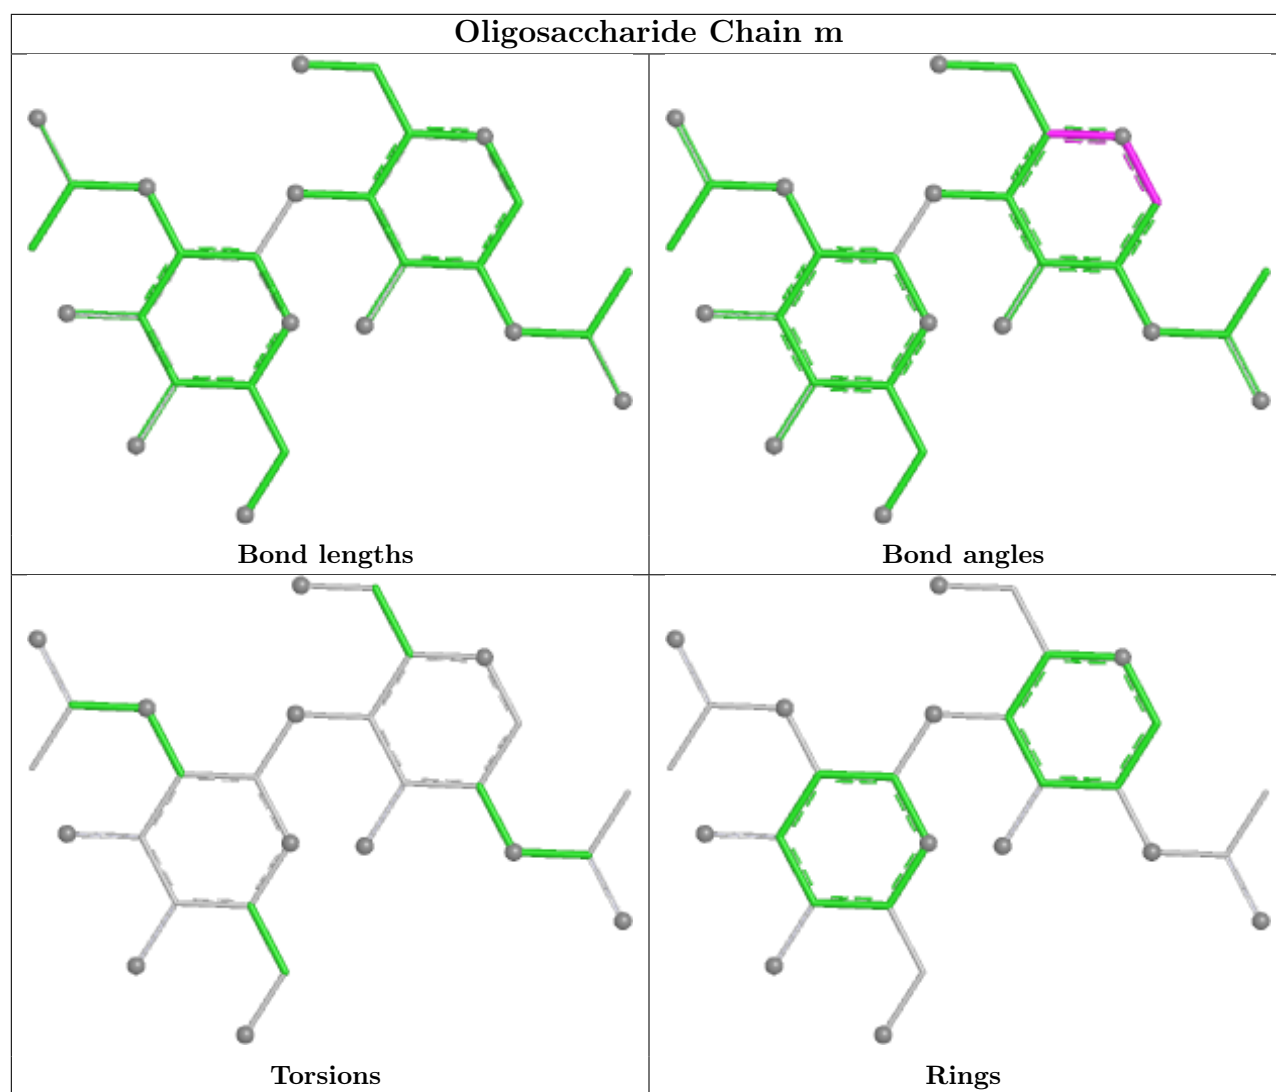 Oligosaccharide Chain m
Bond lengths
Bond angles
Torsions
Rings